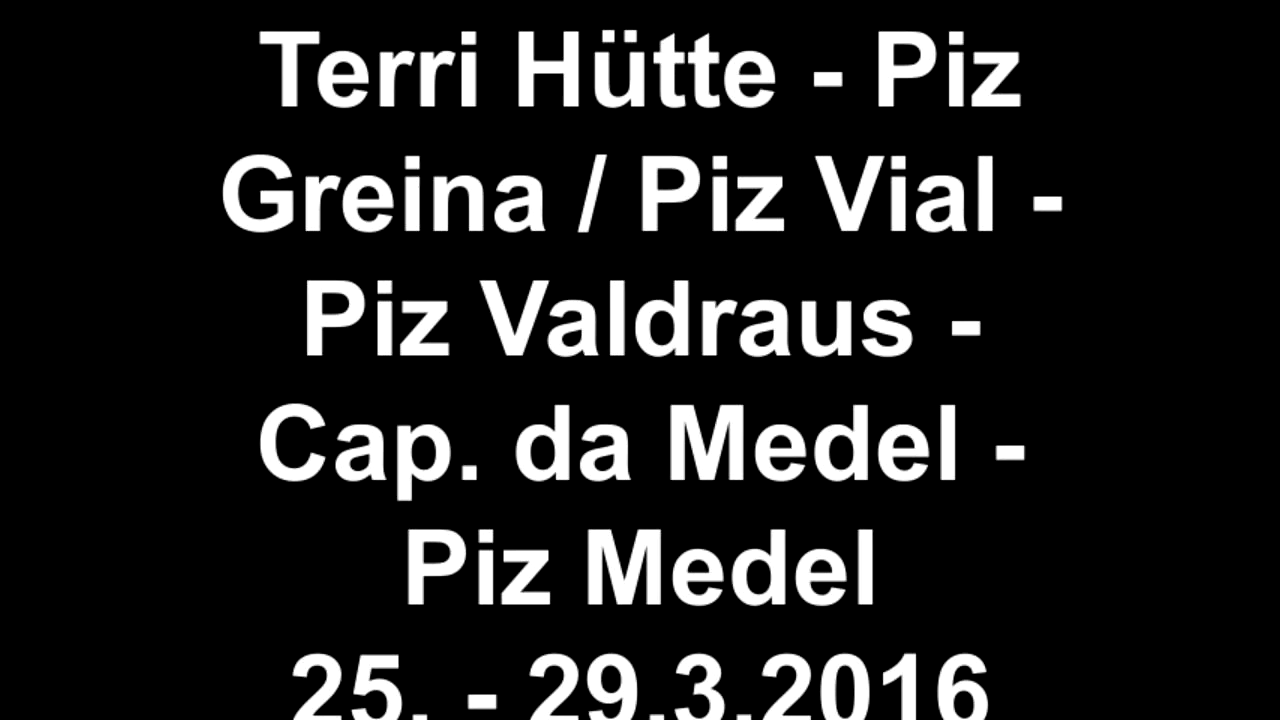 Terri Hütte - Piz
Greina / Piz Vial -
Piz Valdraus -
Cap. da Medel -
Piz Medel
25. - 29.3.2016